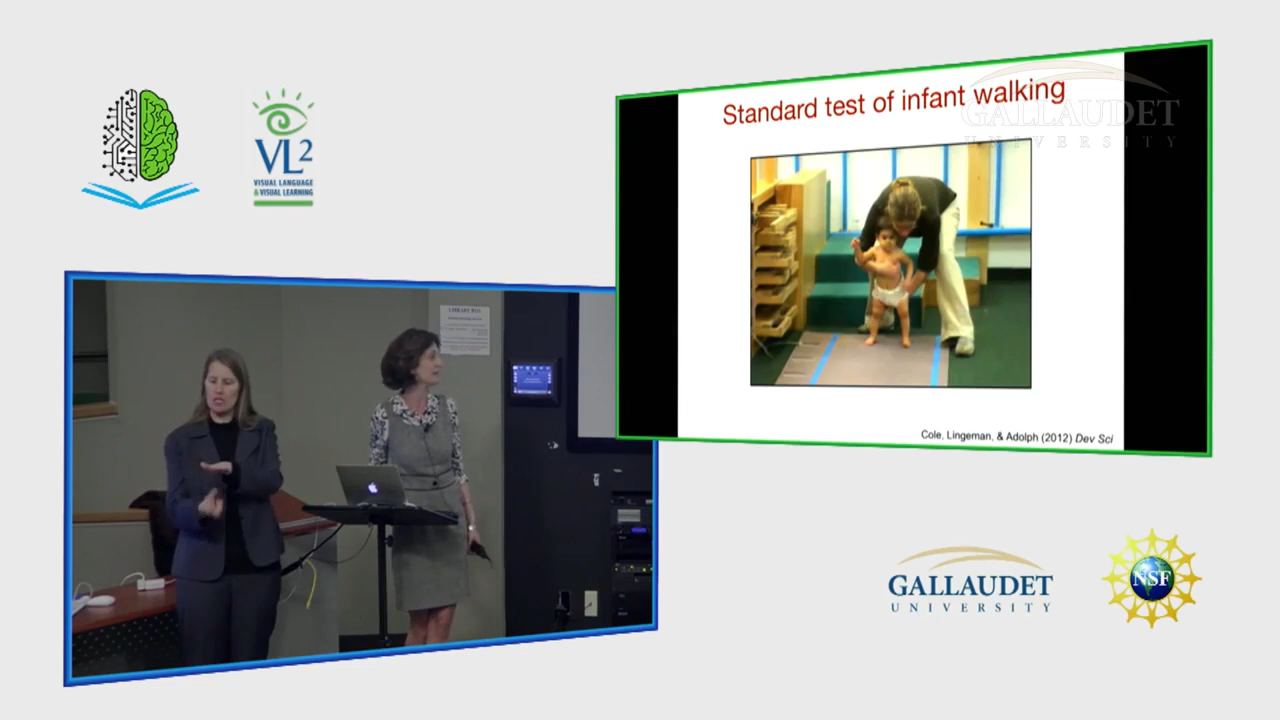 VL2
VISUAL LANGUAGE
& VISUAL LEARNING
Standard test of infant walking
GALLAUDET
UNIVERSITY
Cole, Lingeman, & Adolph (2012) Dev Sci
LIBRARY B111
GALLAUDET
UNIVERSITY
NSF